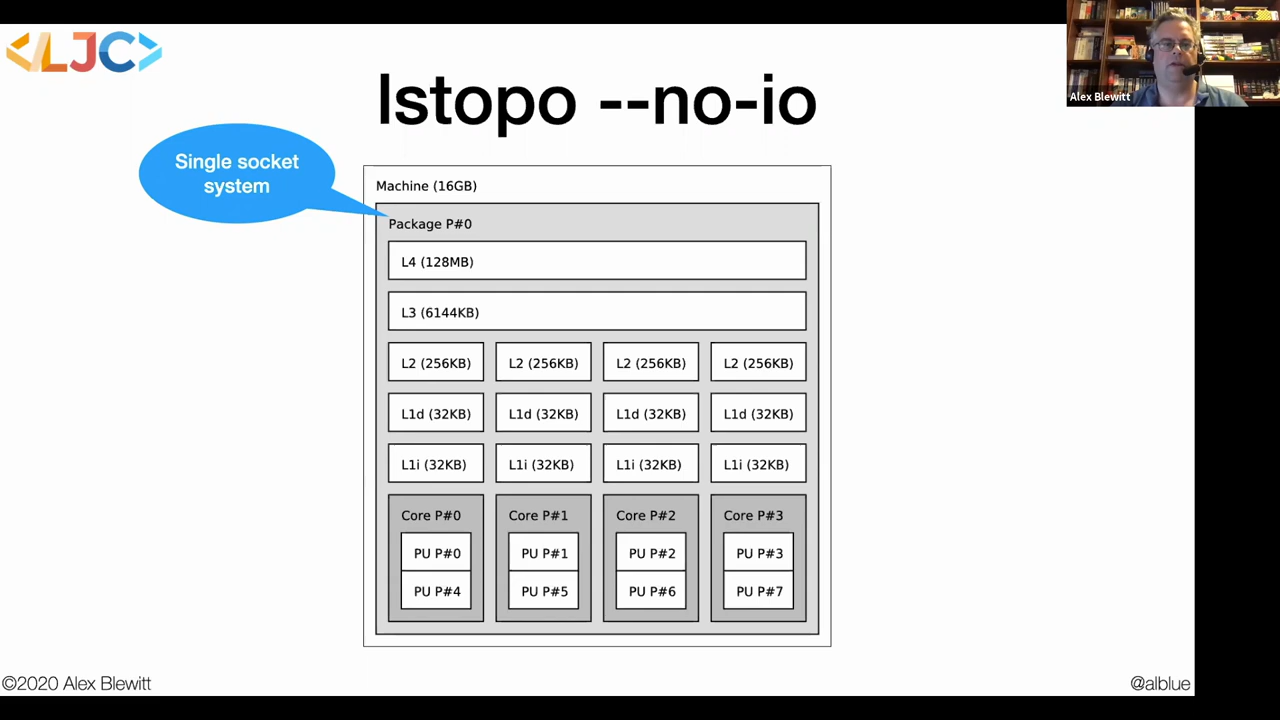 <LJC>
Alex Blewitt
lstopo --no-io
Single socket
system
Machine (16GB)
Package P#0
L4 (128MB)
L3 (6144KB)
L2 (256KB) L2 (256KB) L2 (256KB) L2 (256KB)
L1d (32KB) L1d (32KB) L1d (32KB) L1d (32KB)
L1i (32KB) L1i (32KB) L1i (32KB) L1i (32KB)
Core P#0 Core P#1 Core P#2 Core P#3
PU P#0 PU P#1 PU P#2 PU P#3
PU P#4 PU P#5 PU P#6 PU P#7
©2020 Alex Blewitt
@alblue